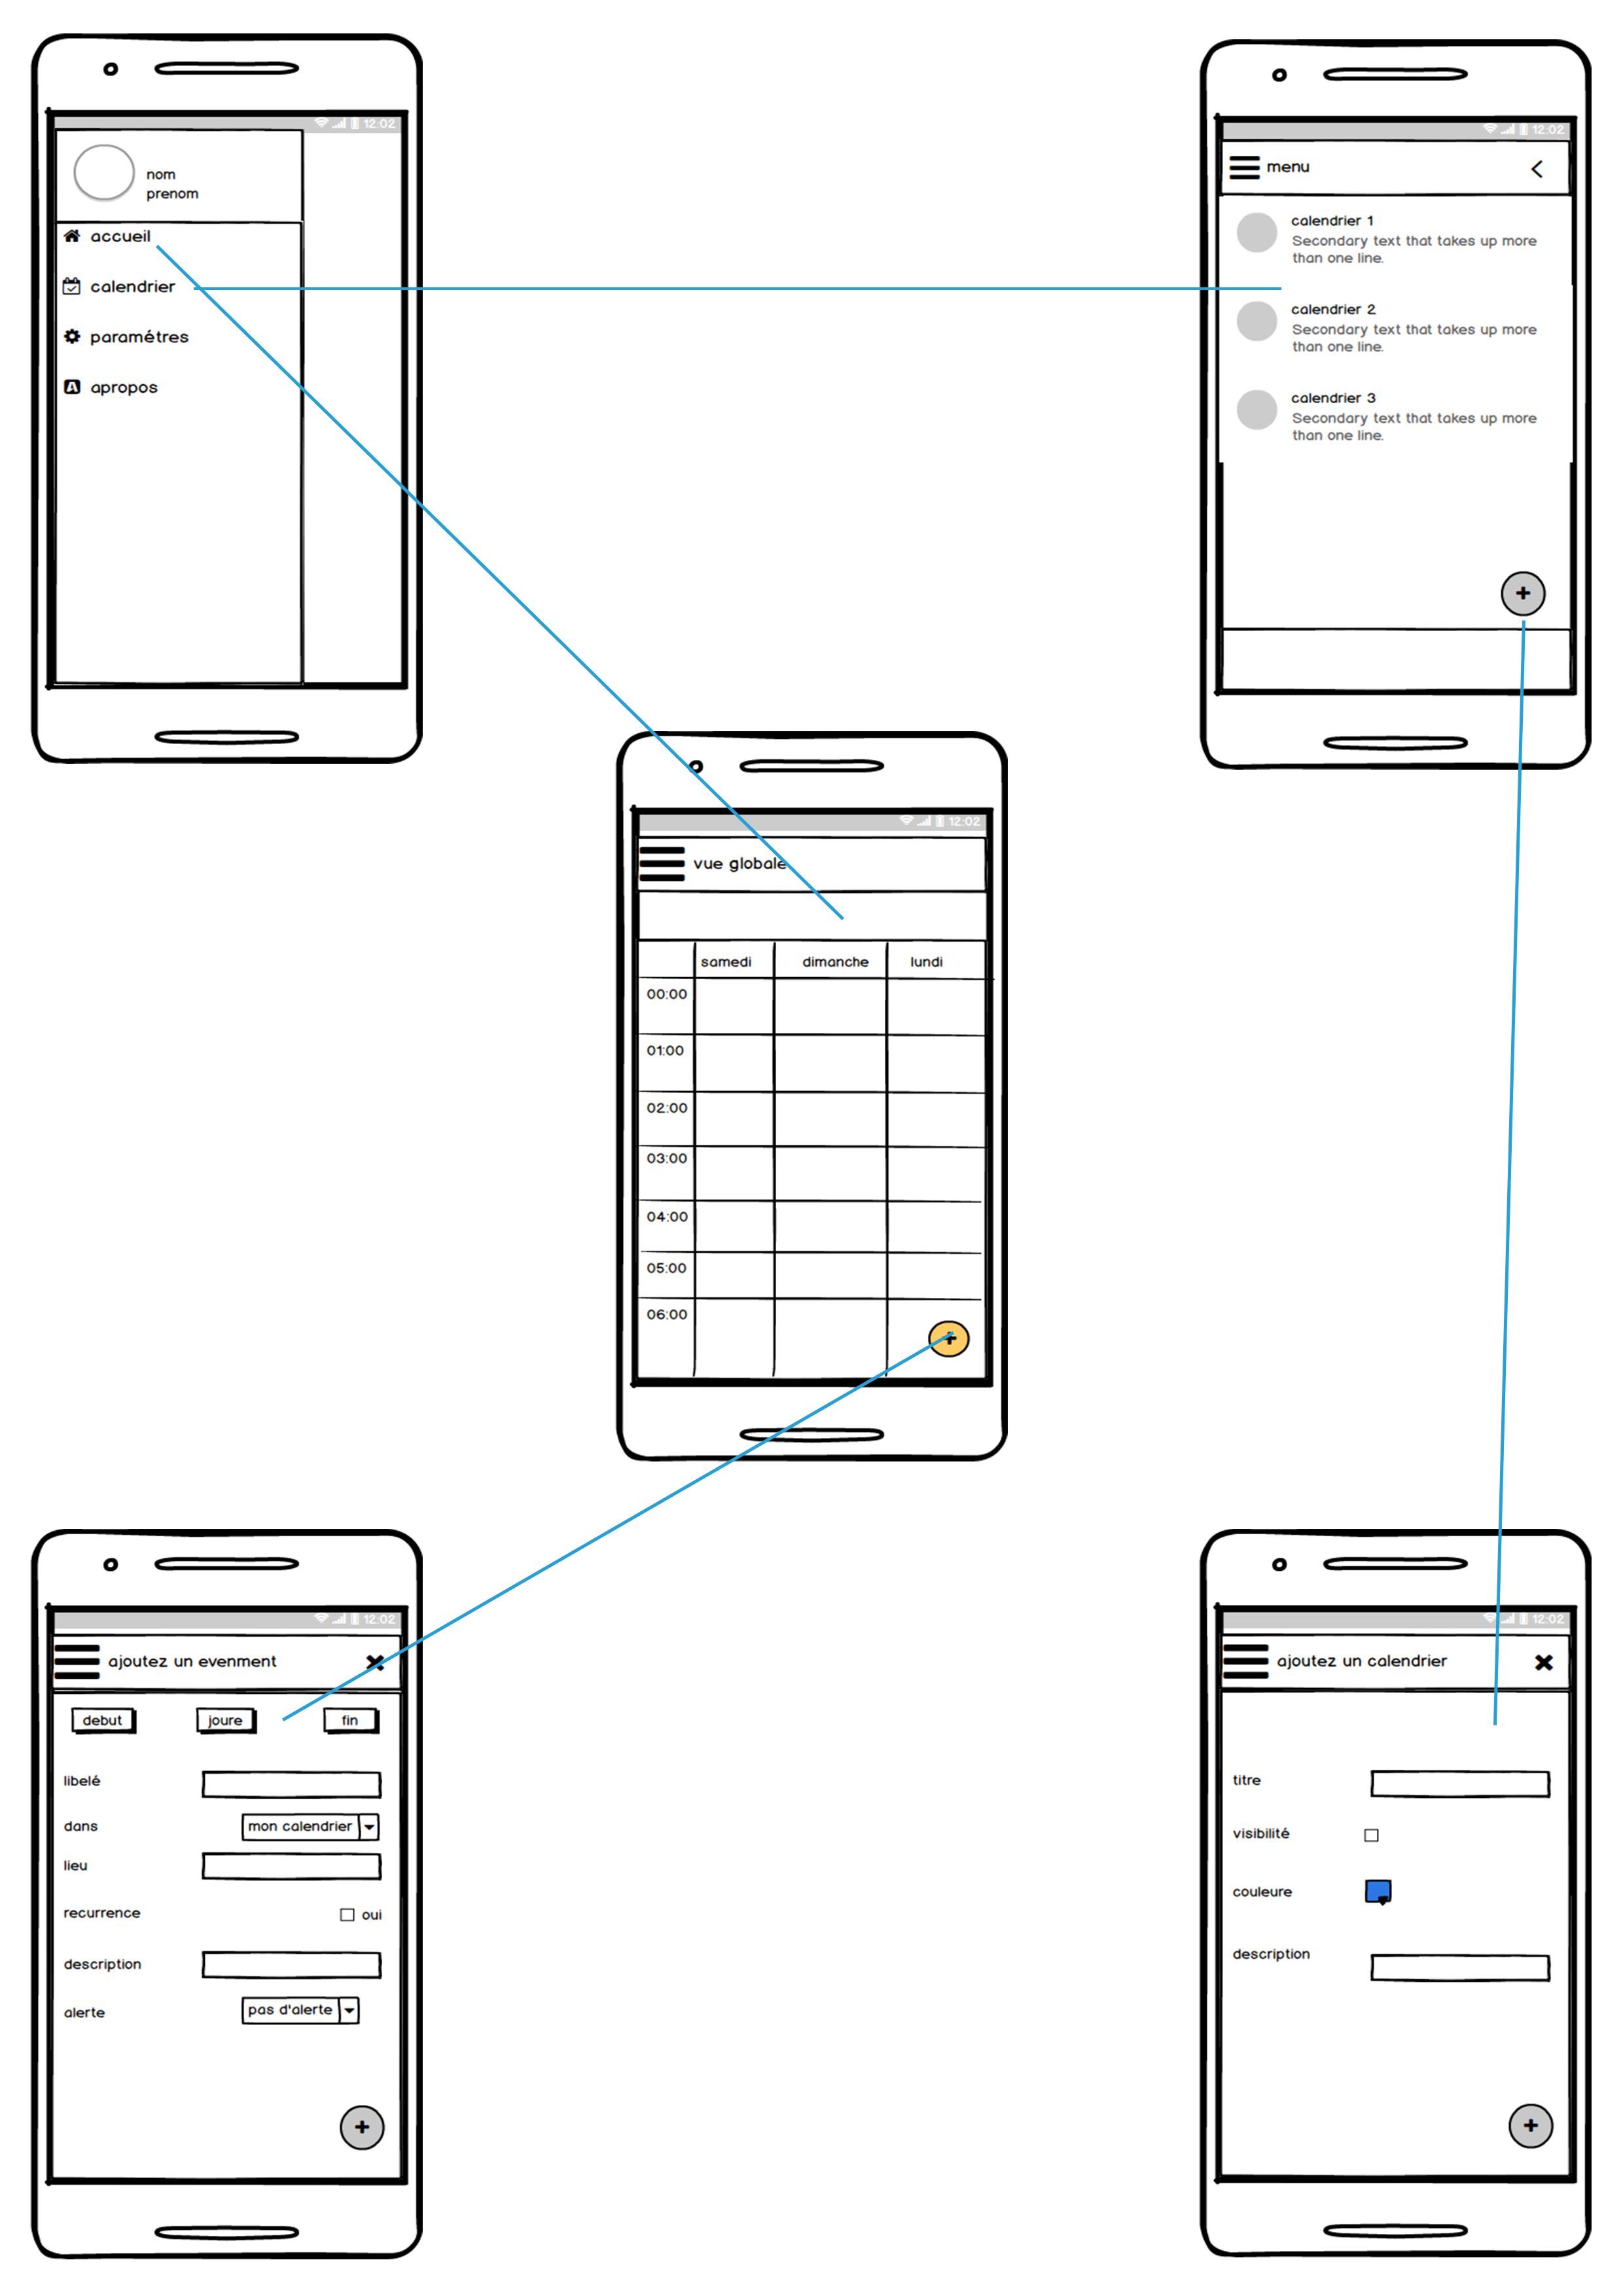 12:02
nom
prenom
accueil
calendrier
paramétres
apropos
12:02
menu
calendrier 1
Secondary text that takes up more
than one line.
calendrier 2
Secondary text that takes up more
than one line.
calendrier 3
Secondary text that takes up more
than one line.
12:02
vue globale
samedi dimanche lundi
00:00
01:00
02:00
03:00
04:00
05:00
06:00
12:02
ajoutez un evenment
debut joure fin
libelé
dans mon calendrier
lieu
recurrence oui
description
alerte pas d'alerte
12:02
ajoutez un calendrier
titre
visibilité
couleure
description